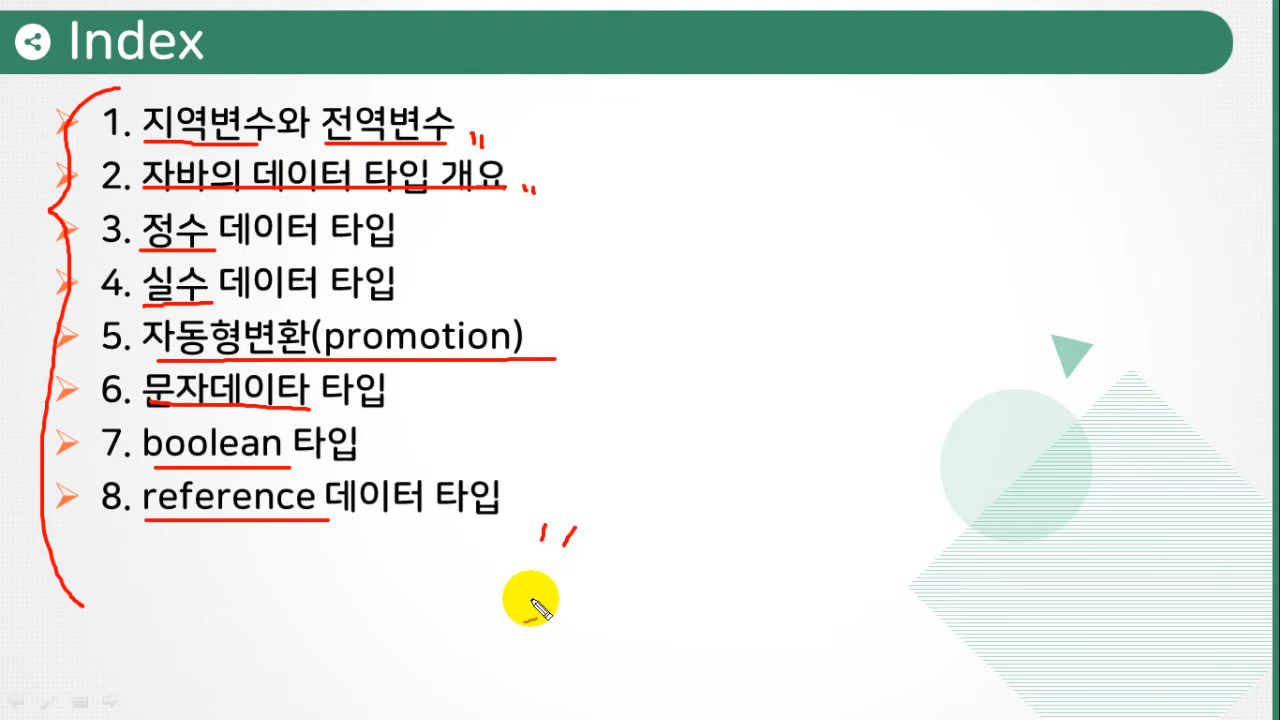 Index
1. 지역변수와 전역변수
2. 자바의 데이터 타입 개요
3. 정수 데이터 타입
4. 실수 데이터 타입
5. 자동형변환(promotion)
6. 문자데이타 타입
7. boolean 타입
8. reference 데이터 타입